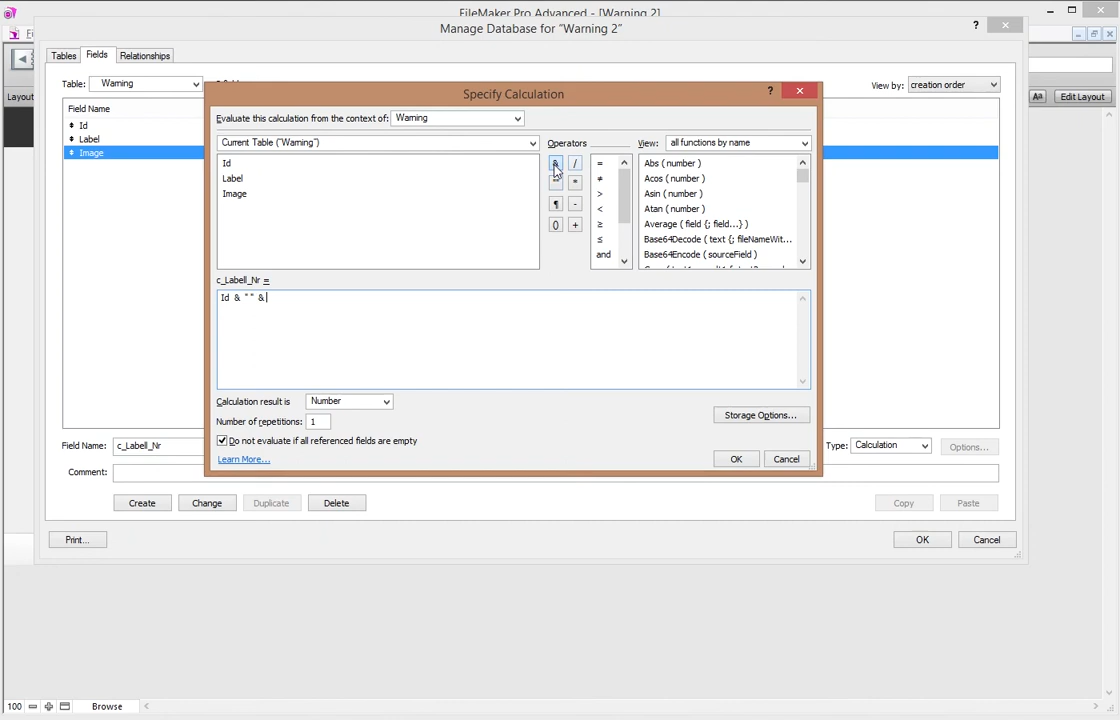 FileMaker Pro Advanced - [Warning 2]
Manage Database for "Warning 2"
?
Tables
Fields
Relationships
Table:
Warning
View by:
creation order
Layout
Edit Layout
Field Name
Id
Label
Image
Specify Calculation
?
Evaluate this calculation from the context of:
Warning
Current Table ("Warning")
Operators
View:
all functions by name
Id
Label
Image
& /
*
¶ -
() +
=
≠
>
<
≥
≤
and
Abs ( number )
Acos ( number )
Asin ( number )
Atan ( number )
Average ( field {; field...} )
Base64Decode ( text {; fileNameWit...
Base64Encode ( sourceField )
c_Labell_Nr =
Id & " " &
Calculation result is
Number
Number of repetitions:
1
Storage Options...
Do not evaluate if all referenced fields are empty
Learn More...
OK
Cancel
Field Name:
c_Labell_Nr
Type:
Calculation
Options...
Comment:
Create
Change
Duplicate
Delete
Copy
Paste
Print...
OK
Cancel
100
Browse